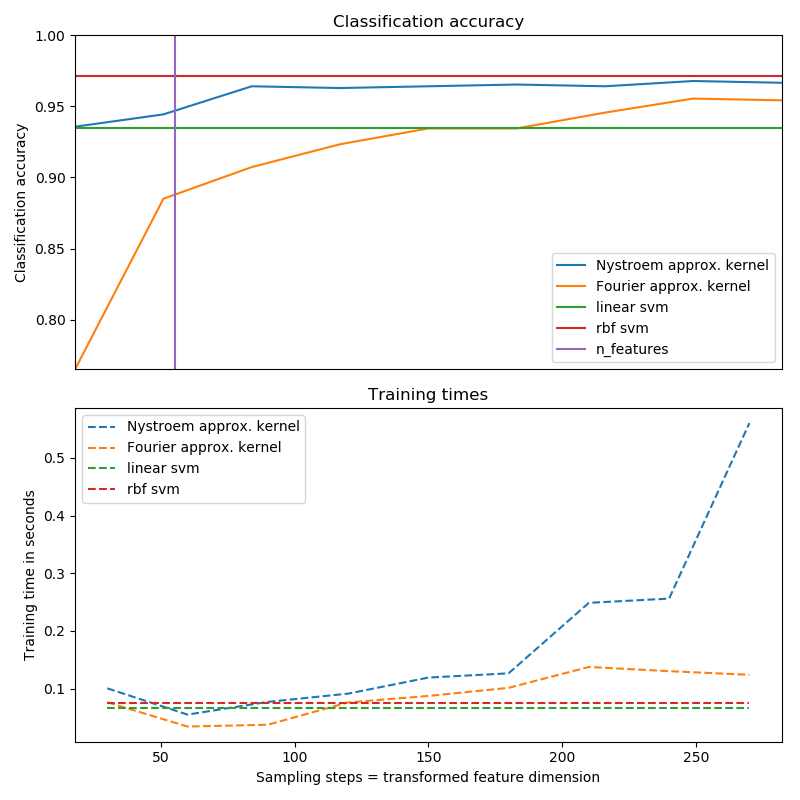 Classification accuracy
Classification accuracy
1.00
0.95
0.90
0.85
0.80
Nystroem approx. kernel
Fourier approx. kernel
linear svm
rbf svm
n_features
Training times
Training time in seconds
0.5
0.4
0.3
0.2
0.1
Nystroem approx. kernel
Fourier approx. kernel
linear svm
rbf svm
50 100 150 200 250
Sampling steps = transformed feature dimension